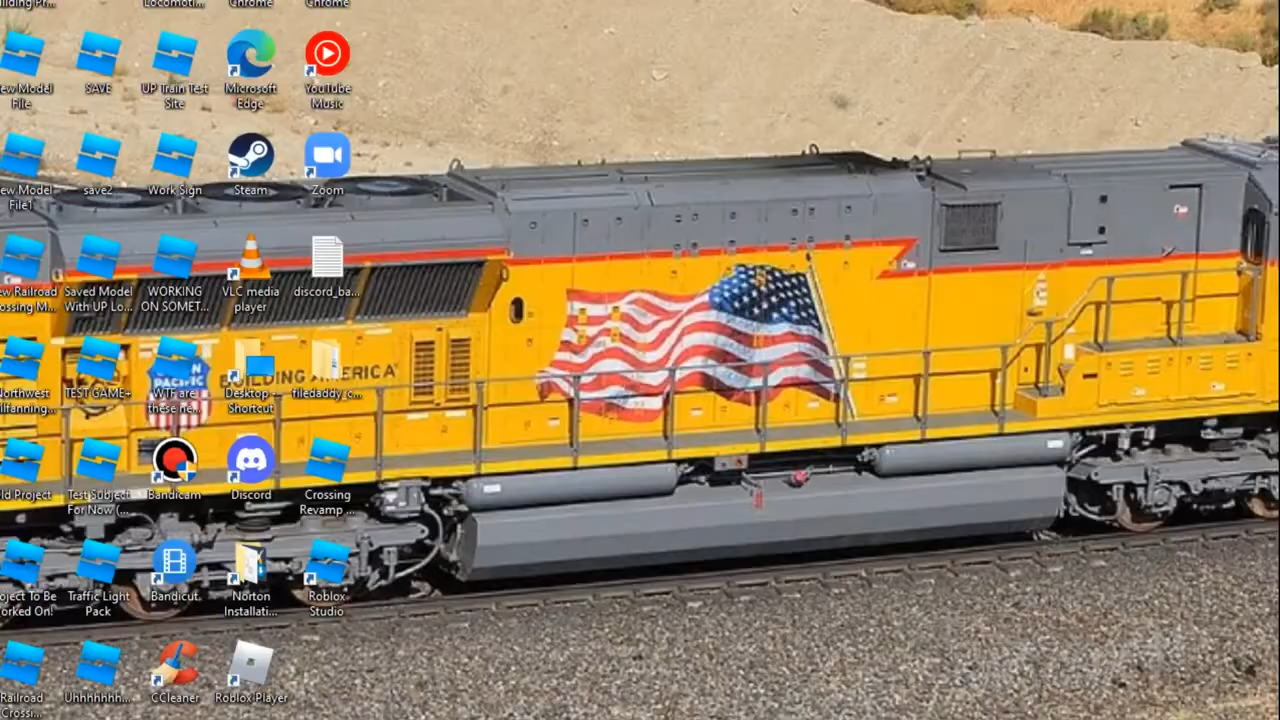 Locomoti...
Chrome
Chrome
ew Model
File
SAVE
UP Train Test
Site
Microsoft
Edge
YouTube
Music
ew Model
File1
save2
Work Sign
Steam
Zoom
ew Railroad
ossing M...
Saved Model
With UP Lo...
WORKING
ON SOMET...
VLC media
player
discord_ba...
Northwest
llfanning...
TEST GAME+
WTF are
these ne...
Desktop -
Shortcut
filedaddy_c...
PACIFIC
BUILDING AMERICA
ld Project
Test Subject
For Now (...
Bandicam
Discord
Crossing
Revamp ...
oject To Be
orked On!
Traffic Light
Pack
Bandicut
Norton
Installati...
Roblox
Studio
Railroad
Crossi...
Uhhhhhhh...
CCleaner
Roblox Player